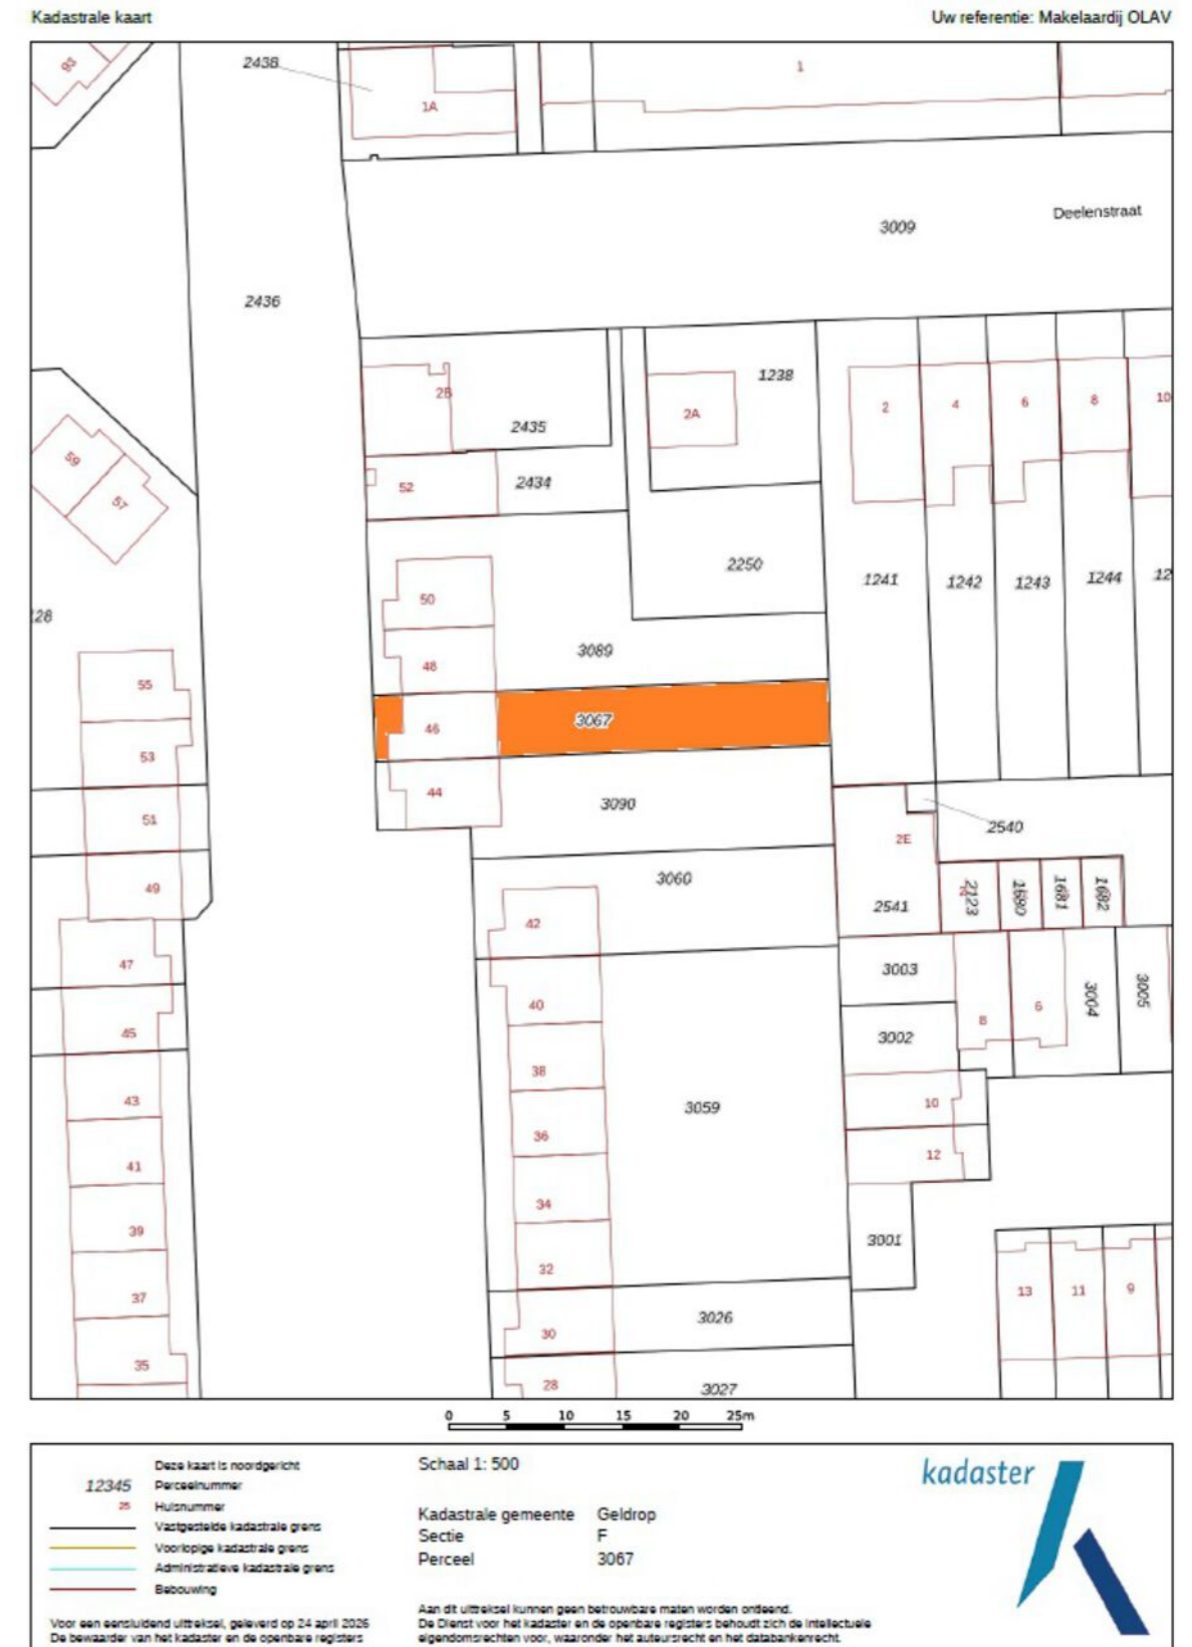 Kadastrale kaart
Uw referentie: Makelaardij OLAV
93
2438
1A
1
3009
Deelenstraat
2436
2B
2435
2A
1238
2
4
6
8
10
59
57
52
2434
50
2250
1241
1242
1243
1244
12
128
48
3089
55
46
3067
53
44
3090
51
2E
2540
49
3060
2541
2123
1680
1681
1682
42
47
3003
8
6
3004
3005
40
45
3002
38
43
3059
10
36
41
12
34
39
3001
32
37
13
11
9
30
3026
35
28
3027
0 5 10 15 20 25m
Deze kaart is noordgericht
12345 Perceelnummer
25 Huisnummer
Vastgestelde kadastrale grens
Voorlopige kadastrale grens
Administratieve kadastrale grens
Bebouwing
Voor een eensluidend uittreksel, geleverd op 24 april 2026
De bewaarder van het kadaster en de openbare registers
Schaal 1: 500
Kadastrale gemeente Geldrop
Sectie F
Perceel 3067
Aan dit uittreksel kunnen geen betrouwbare maten worden ontleend.
De Dienst voor het kadaster en de openbare registers behoudt zich de intellectuele
eigendomsrechten voor, waaronder het auteursrecht en het databankenrecht.
kadaster